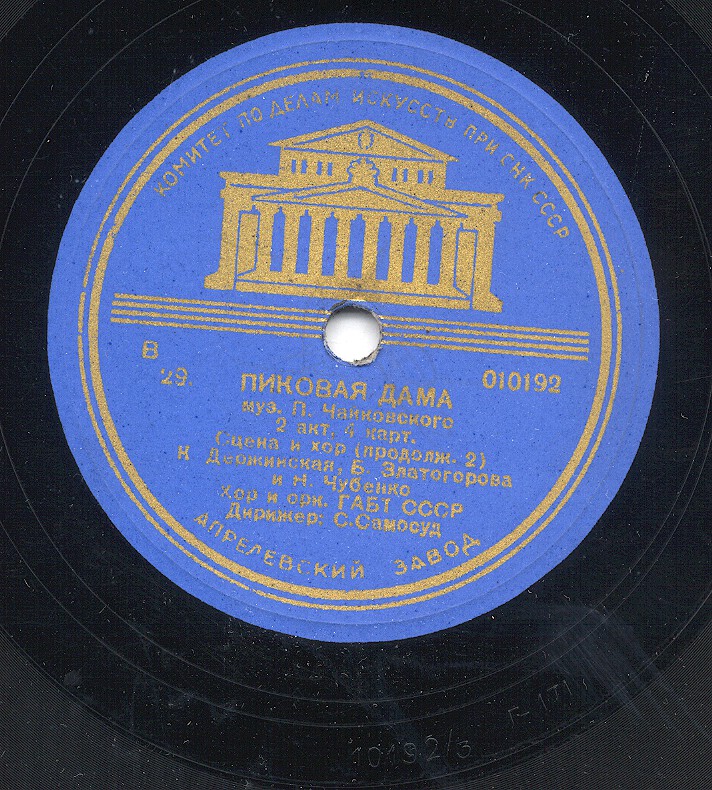 КОМИТЕТ ПО ДЕЛАМ ИСКУССТВ ПРИ СНК СССР
В
29.
010192
ПИКОВАЯ ДАМА
муз. П. Чайковского
2 акт, 4 карт.
Сцена и хор (продолж. 2)
К. Держинская, Б. Златогорова
и Н. Чубенко
Хор и орк. ГАБТ СССР
Дирижер: С.Самосуд
АПРЕЛЕВСКИЙ ЗАВОД
10192/3